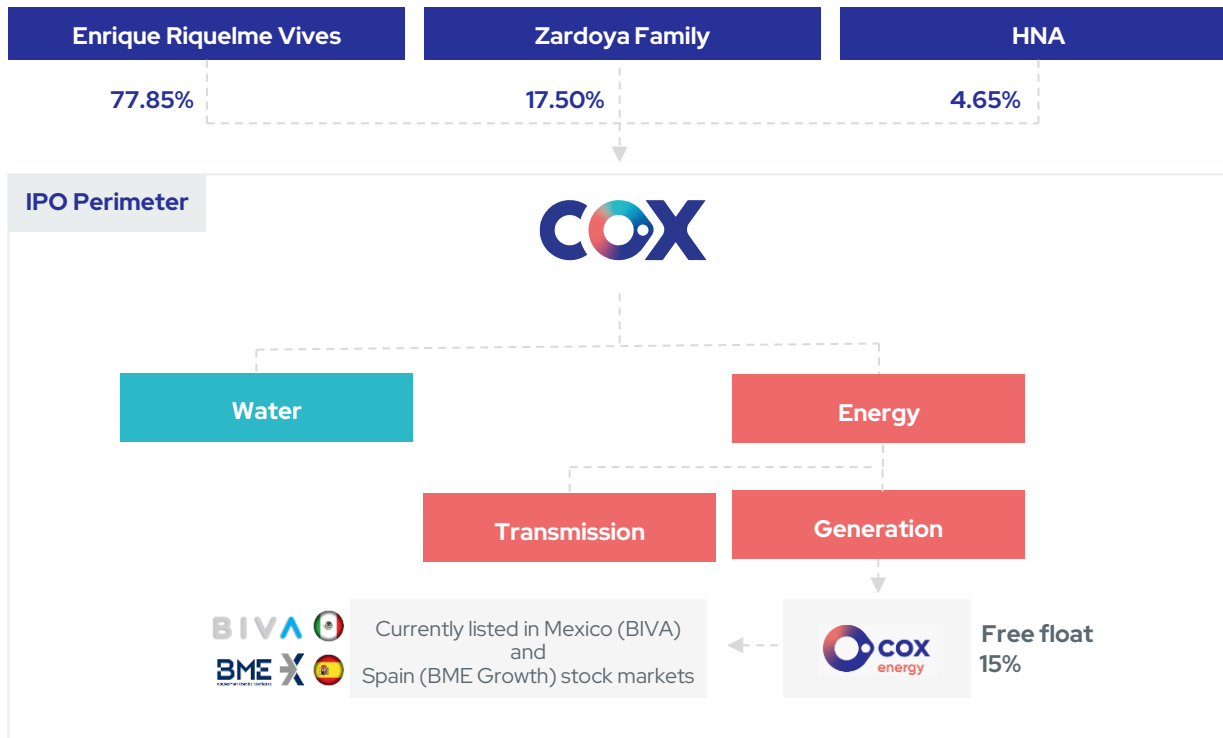 Enrique Riquelme Vives
Zardoya Family
HNA
77.85%
17.50%
4.65%
IPO Perimeter
COX
Water
Energy
Transmission
Generation
BIVA
BME
Currently listed in Mexico (BIVA)
and
Spain (BME Growth) stock markets
cox
energy
Free float
15%